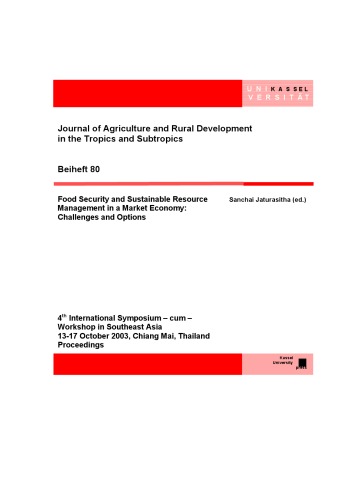 UNIKASSEL
VERSITÄT
Journal of Agriculture and Rural Development
in the Tropics and Subtropics
Beiheft 80
Food Security and Sustainable Resource
Management in a Market Economy:
Challenges and Options
Sanchai Jaturasitha (ed.)
4th International Symposium – cum –
Workshop in Southeast Asia
13-17 October 2003, Chiang Mai, Thailand
Proceedings
Kassel
University
press